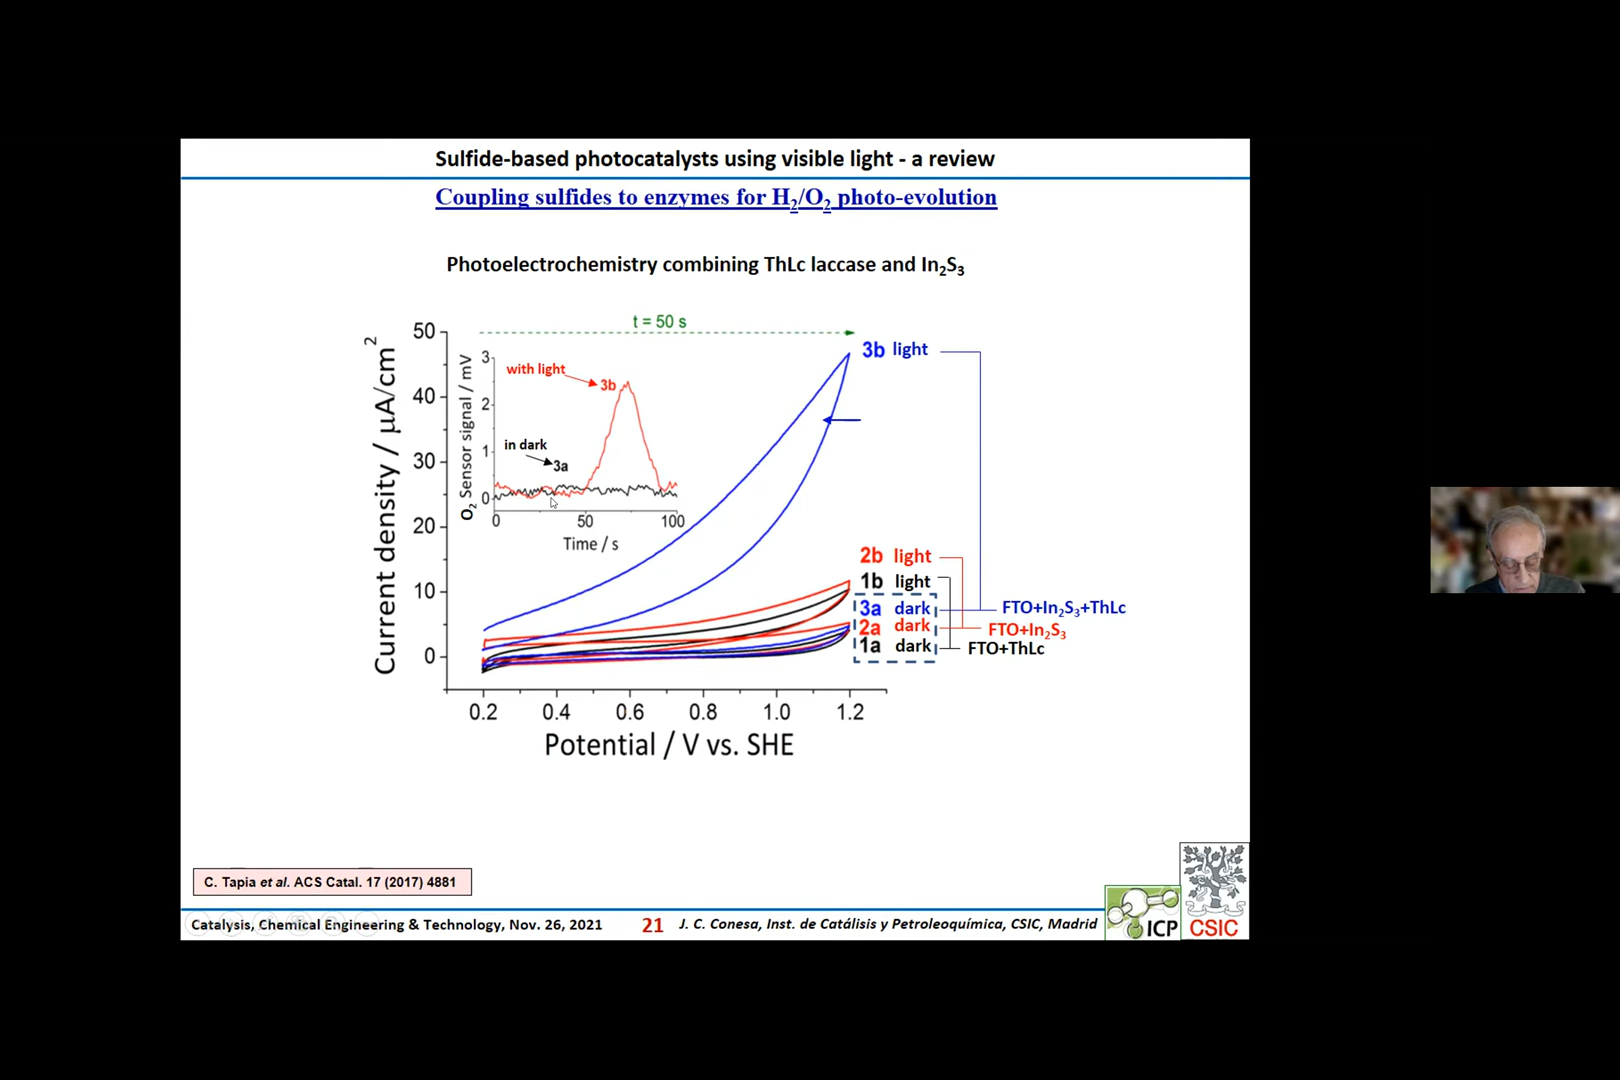 Sulfide-based photocatalysts using visible light - a review
Coupling sulfides to enzymes for H₂/O₂ photo-evolution
Photoelectrochemistry combining ThLc laccase and In₂S₃
t = 50 s
Current density / µA/cm²
50
40
30
20
10
0
O₂ Sensor signal / mV
3
2
1
0
with light
3b
in dark
3a
0
50
100
Time / s
3b light
2b light
1b light
3a dark
2a dark
1a dark
FTO+In₂S₃+ThLc
FTO+In₂S₃
FTO+ThLc
0.2
0.4
0.6
0.8
1.0
1.2
Potential / V vs. SHE
C. Tapia et al. ACS Catal. 17 (2017) 4881
Catalysis, Chemical Engineering & Technology, Nov. 26, 2021
21
J. C. Conesa, Inst. de Catálisis y Petroleoquímica, CSIC, Madrid
ICP
CSIC